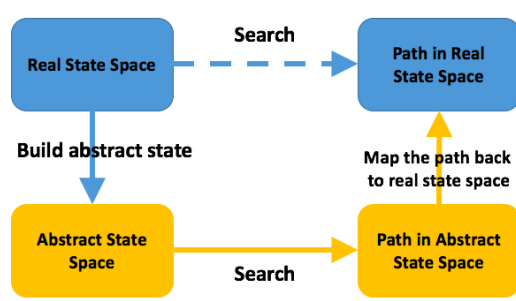 Search
Real State Space
Path in Real
State Space
Build abstract state
Map the path back
to real state space
Abstract State
Space
Search
Path in Abstract
State Space